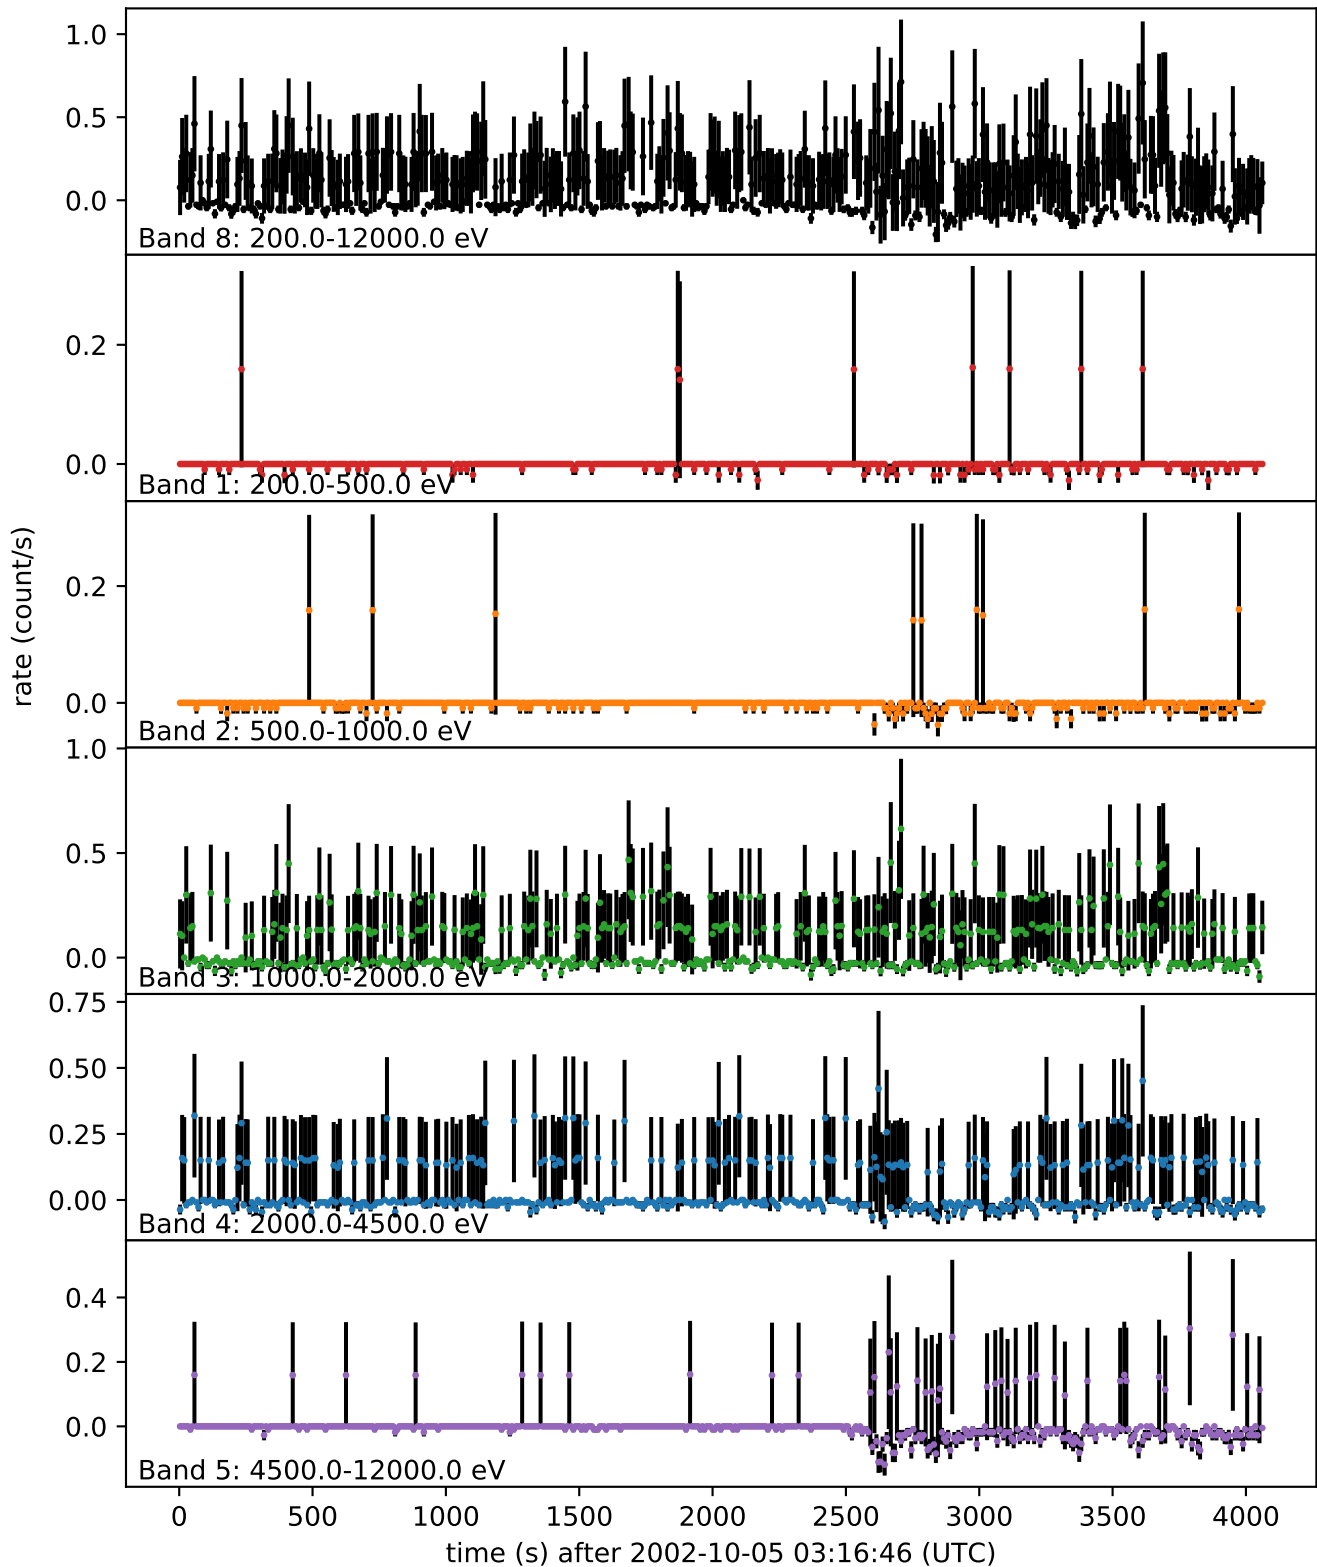 1.0
0.5
0.0
Band 8: 200.0-12000.0 eV
0.2
0.0
Band 1: 200.0-500.0 eV
0.2
0.0
Band 2: 500.0-1000.0 eV
rate (count/s)
1.0
0.5
0.0
Band 3: 1000.0-2000.0 eV
0.75
0.50
0.25
0.00
Band 4: 2000.0-4500.0 eV
0.4
0.2
0.0
Band 5: 4500.0-12000.0 eV
0 500 1000 1500 2000 2500 3000 3500 4000
time (s) after 2002-10-05 03:16:46 (UTC)